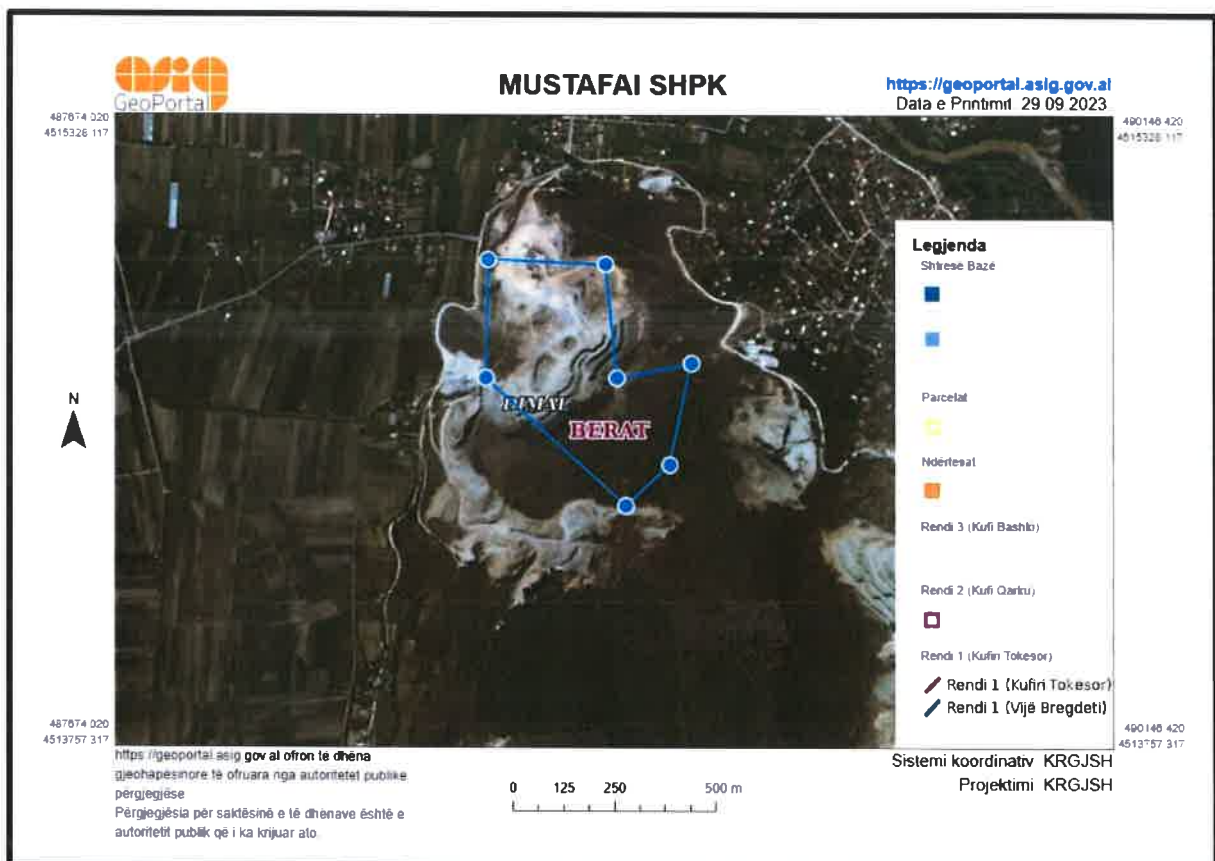 asig
GeoPortal
MUSTAFAI SHPK
https://geoportal.asig.gov.al
Data e Printimit 29 09 2023
487674 020
4515328 117
490146 420
4515328 117
Legjenda
Shtresë Bazë
Parcelat
Ndërtesat
Rendi 3 (Kufi Bashki)
Rendi 2 (Kufi Qarku)
Rendi 1 (Kufiri Tokësor)
Rendi 1 (Kufiri Tokësor)
Rendi 1 (Vijë Bregdeti)
N
DIMAL
BERAT
487674 020
4513757 317
490146 420
4513757 317
https //geoportal asig gov al ofron të dhëna
gjeohapësinore të ofruara nga autoritetet publike
përgjegjëse
Përgjegjësia për saktësinë e të dhënave është e
autoritetit publik që i ka krijuar ato
0 125 250 500 m
Sistemi koordinativ KRGJSH
Projektimi KRGJSH